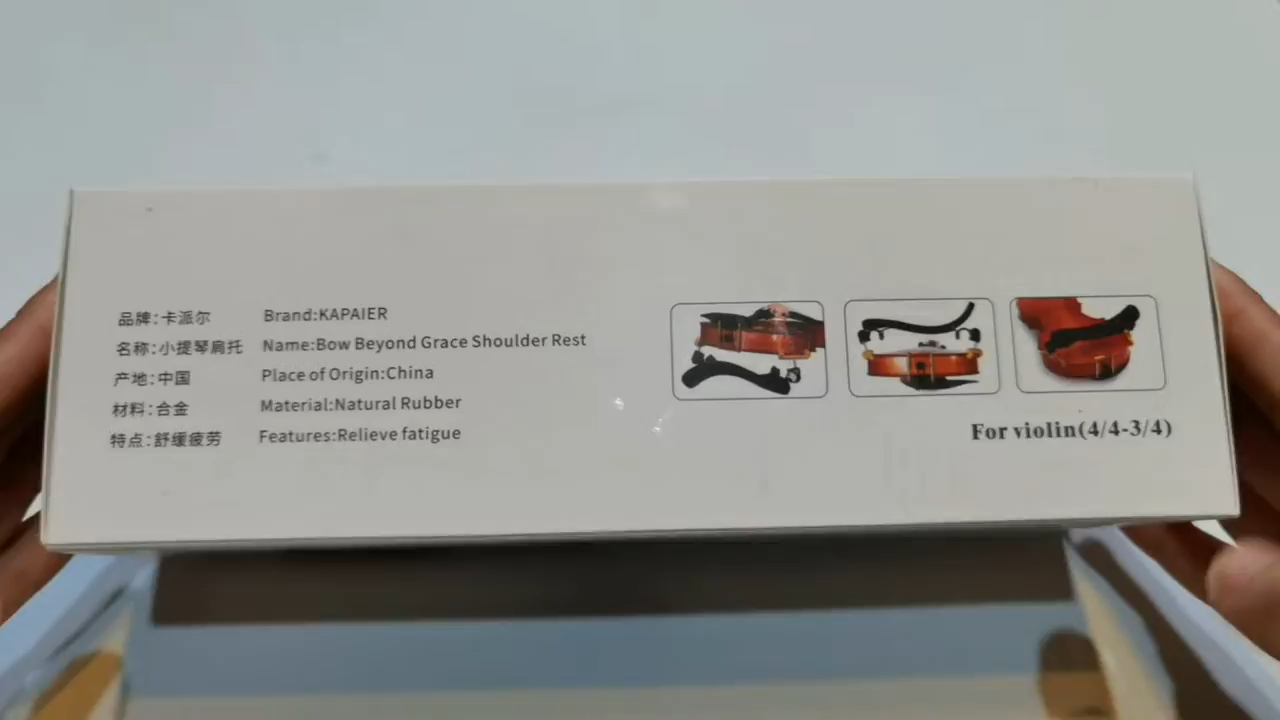 品牌:卡派尔 Brand:KAPAIER
名称:小提琴肩托 Name:Bow Beyond Grace Shoulder Rest
产地:中国 Place of Origin:China
材料:合金 Material:Natural Rubber
特点:舒缓疲劳 Features:Relieve fatigue
For violin(4/4-3/4)